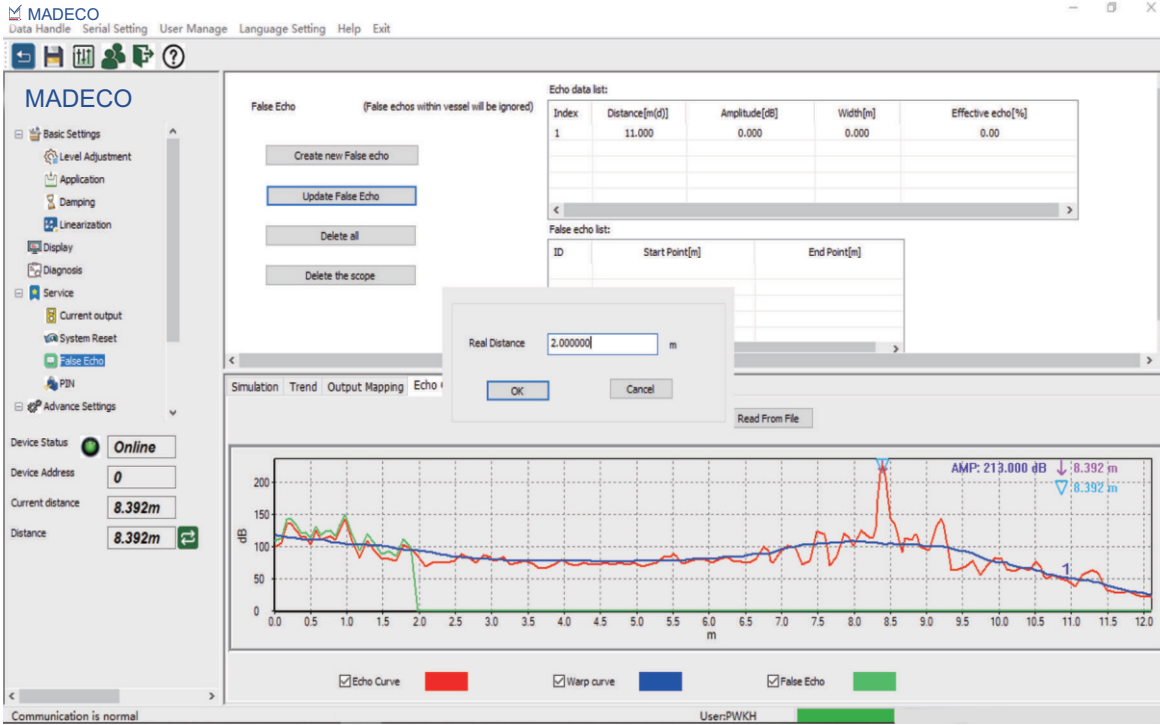 MADECO
Data Handle Serial Setting User Manage Language Setting Help Exit
MADECO
Basic Settings
Level Adjustment
Application
Damping
Linearization
Display
Diagnosis
Service
Current output
System Reset
False Echo
PIN
Advance Settings
Device Status Online
Device Address 0
Current distance 8.392m
Distance 8.392m
False Echo (False echos within vessel will be ignored)
Create new False echo
Update False Echo
Delete all
Delete the scope
Echo data list:
Index Distance[m(d)] Amplitude[dB] Width[m] Effective echo[%]
1 11.000 0.000 0.000 0.00
False echo list:
ID Start Point[m] End Point[m]
Real Distance 2.000000 m
OK Cancel
Simulation Trend Output Mapping Echo
Read From File
AMP: 213.000 dB 8.392 m
8.392 m
200
150
100
50
0
dB
1
0.0 0.5 1.0 1.5 2.0 2.5 3.0 3.5 4.0 4.5 5.0 5.5 6.0 6.5 7.0 7.5 8.0 8.5 9.0 9.5 10.0 10.5 11.0 11.5 12.0
m
Echo Curve Warp curve False Echo
Communication is normal User:PWKH